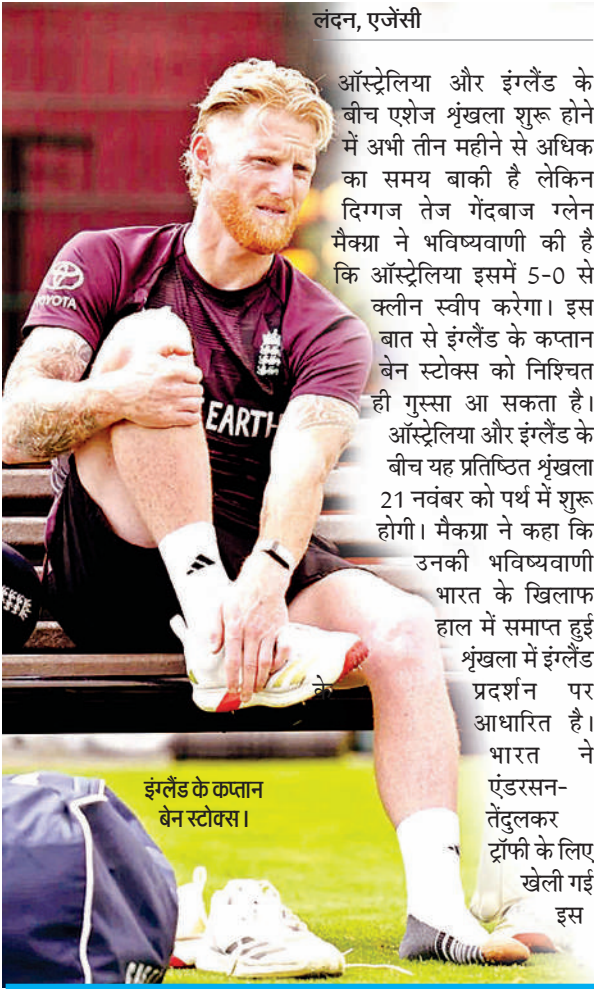 लंदन, एजेंसी
ऑस्ट्रेलिया और इंग्लैंड के
बीच एशेज शृंखला शुरू होने
में अभी तीन महीने से अधिक
का समय बाकी है लेकिन
दिग्गज तेज गेंदबाज ग्लेन
मैक्ग्रा ने भविष्यवाणी की है
कि ऑस्ट्रेलिया इसमें 5-0 से
क्लीन स्वीप करेगा। इस
बात से इंग्लैंड के कप्तान
बेन स्टोक्स को निश्चित
ही गुस्सा आ सकता है।
ऑस्ट्रेलिया और इंग्लैंड के
बीच यह प्रतिष्ठित शृंखला
21 नवंबर को पर्थ में शुरू
होगी। मैकग्रा ने कहा कि
उनकी भविष्यवाणी
भारत के खिलाफ
हाल में समाप्त हुई
शृंखला में इंग्लैंड
के प्रदर्शन पर
आधारित है।
भारत ने
एंडरसन-
तेंदुलकर
ट्रॉफी के लिए
खेली गई
इस
इंग्लैंड के कप्तान
बेन स्टोक्स।
TOYOTA
EARTH